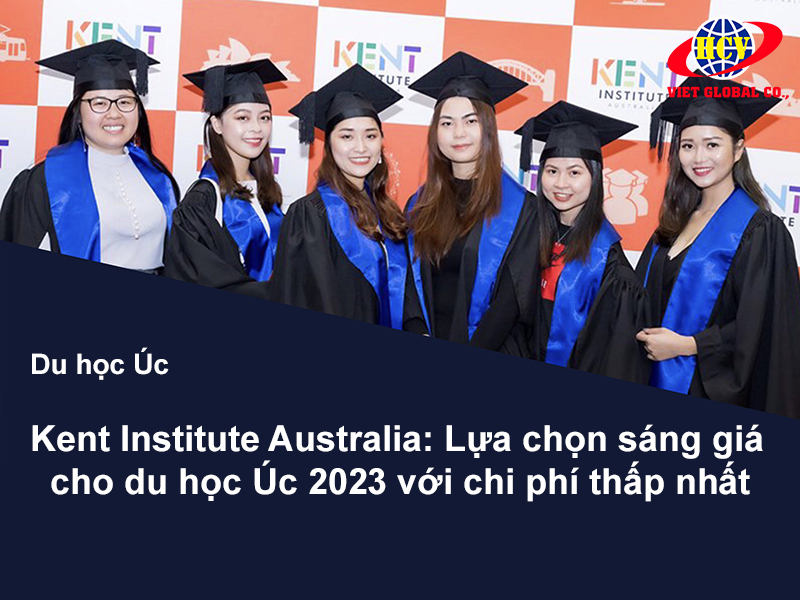 KENT
INSTITUTE
KENT
INSTITUTE
AUSTRALIA
HCV
VIET GLOBAL CO.,
Du học Úc
Kent Institute Australia: Lựa chọn sáng giá
cho du học Úc 2023 với chi phí thấp nhất